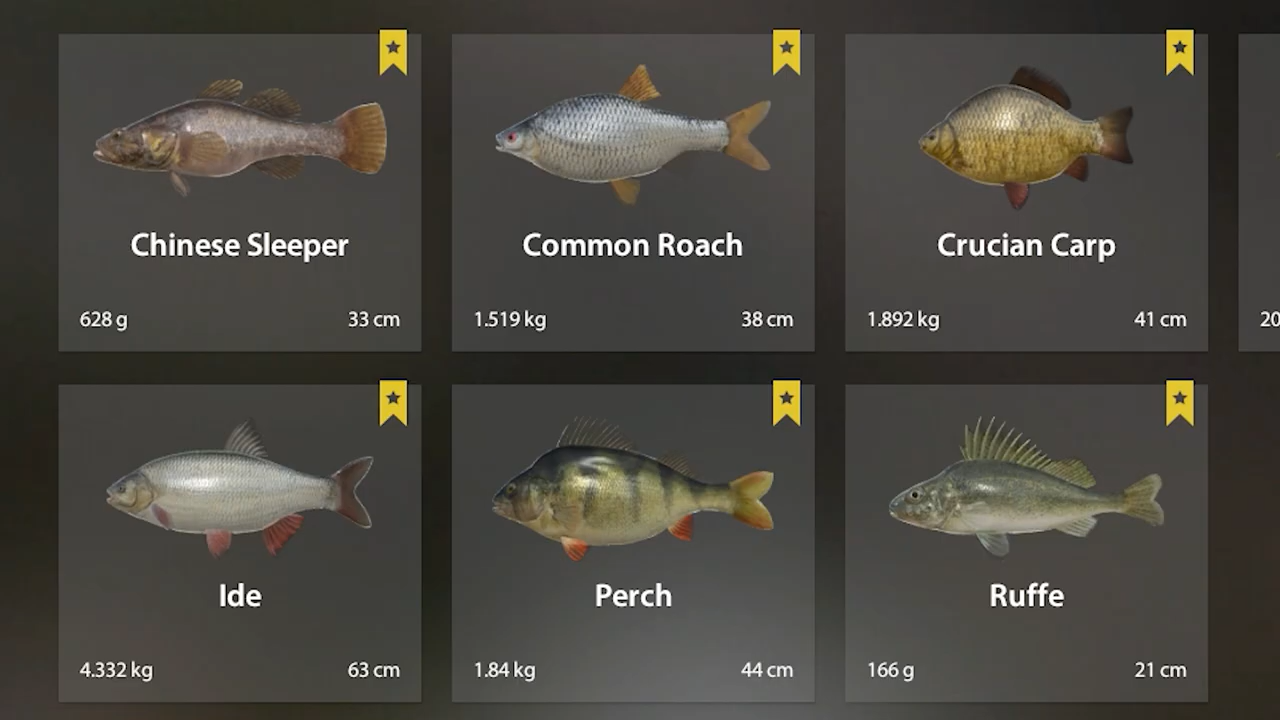 Chinese Sleeper
628 g
33 cm
Common Roach
1.519 kg
38 cm
Crucian Carp
1.892 kg
41 cm
20
Ide
4.332 kg
63 cm
Perch
1.84 kg
44 cm
Ruffe
166 g
21 cm